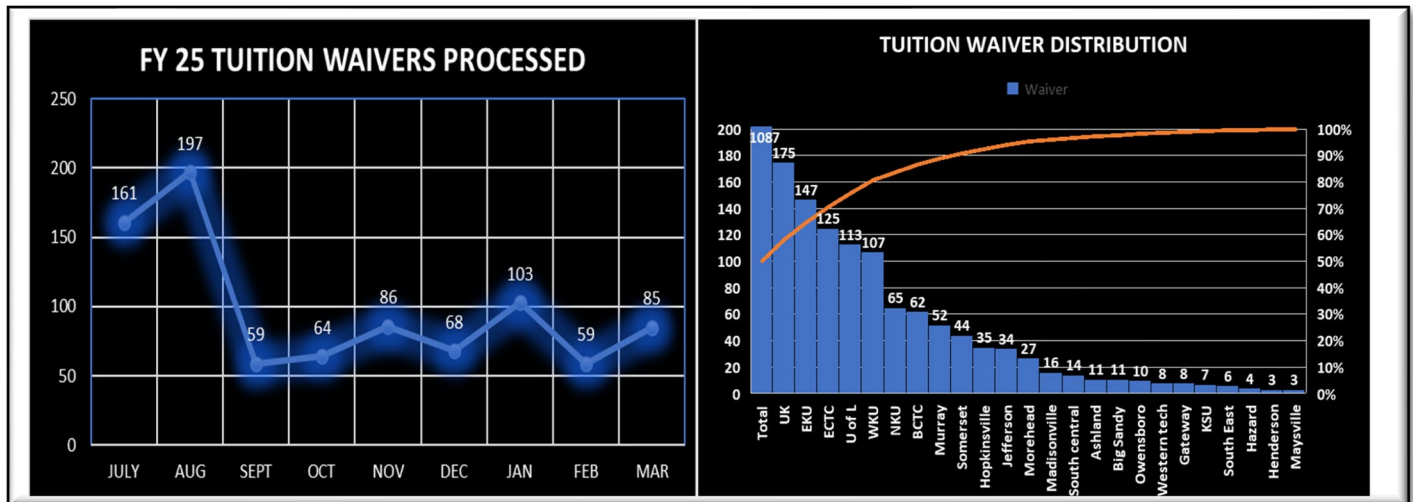 FY 25 TUITION WAIVERS PROCESSED
250
200
150
100
50
0
161
197
59
64
86
68
103
59
85
JULY AUG SEPT OCT NOV DEC JAN FEB MAR
TUITION WAIVER DISTRIBUTION
Waiver
200
180
160
140
120
100
80
60
40
20
0
1087
175
147
125
113
107
65
62
52
44
35
34
27
16
14
11
11
10
8
8
7
6
4
3
3
100%
90%
80%
70%
60%
50%
40%
30%
20%
10%
0%
Total
UK
EKU
ECTC
U of L
WKU
NKU
BCTC
Murray
Somerset
Hopkinsville
Jefferson
Morehead
Madisonville
South central
Ashland
Big Sandy
Owensboro
Western tech
Gateway
KSU
South East
Hazard
Henderson
Maysville